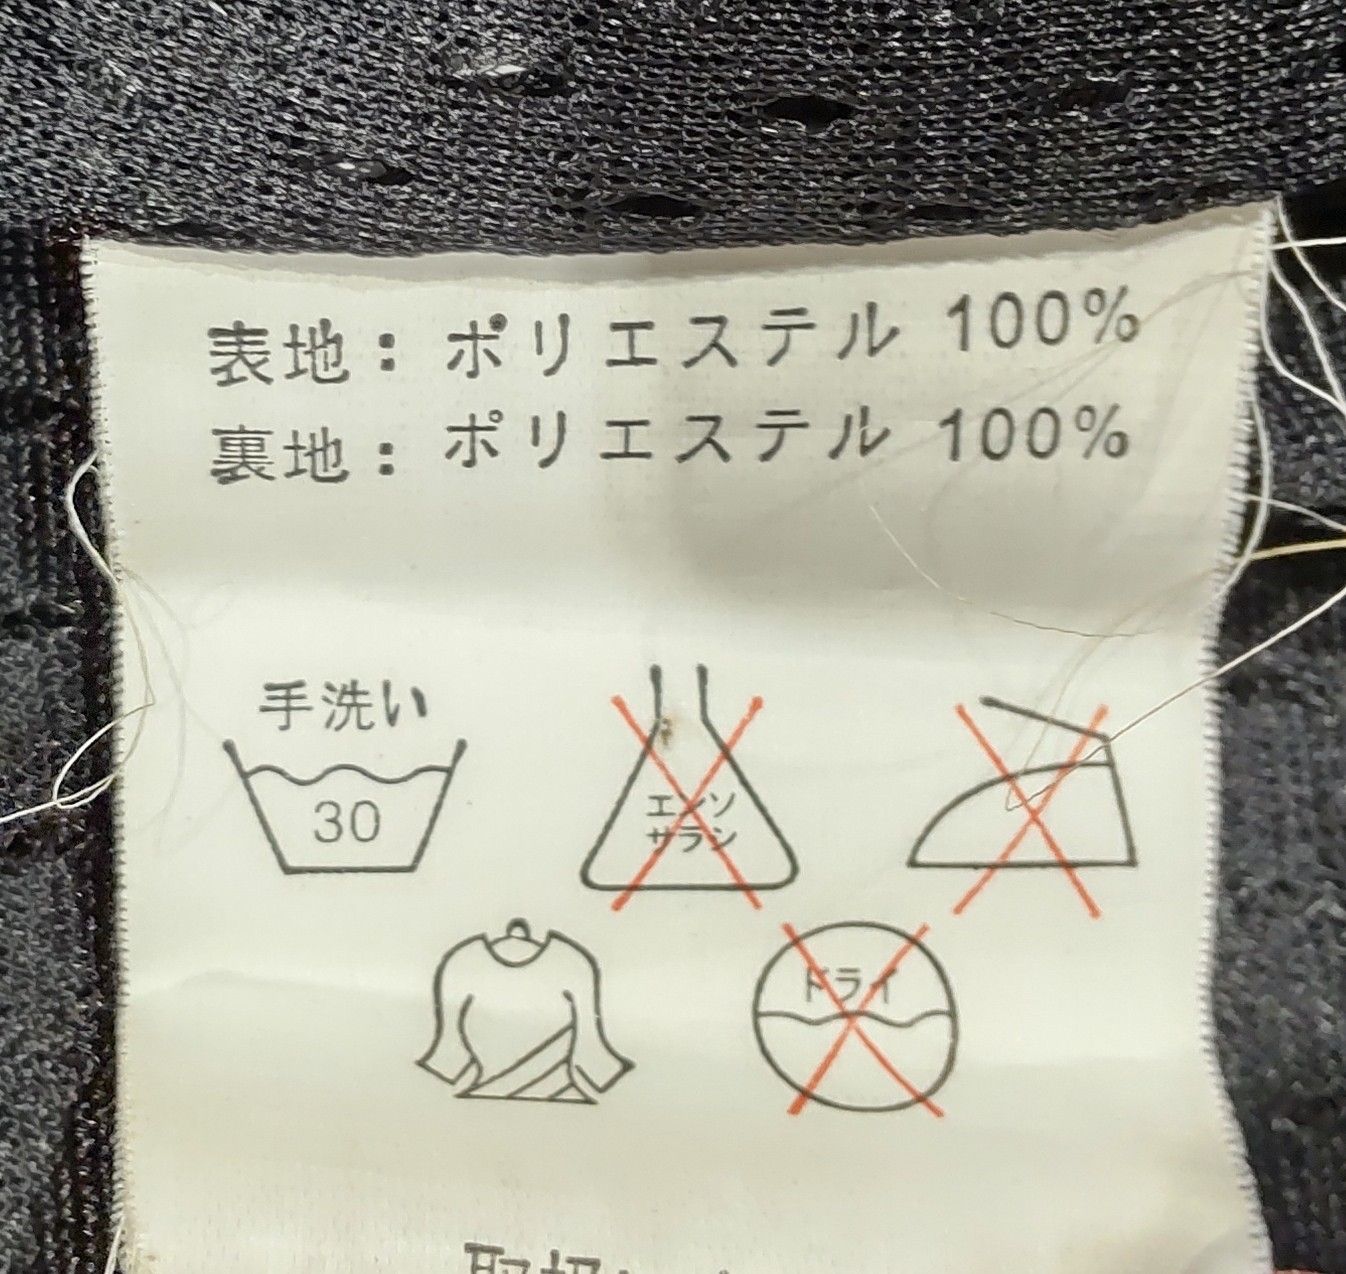 表地：ポリエステル 100%
裏地：ポリエステル 100%
手洗い
30
エンソ
サラシ
ドライ